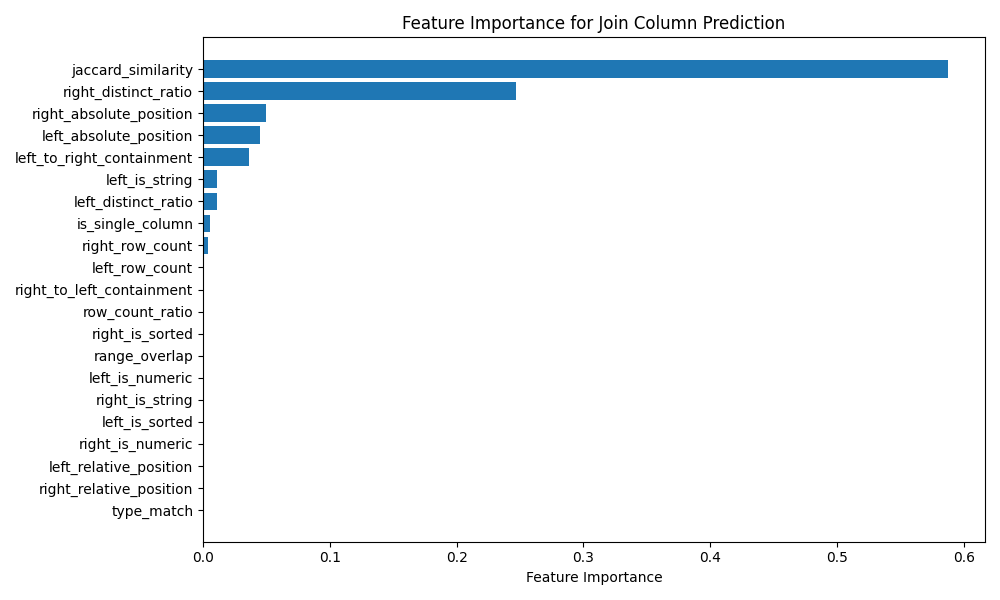 Feature Importance for Join Column Prediction
jaccard_similarity
right_distinct_ratio
right_absolute_position
left_absolute_position
left_to_right_containment
left_is_string
left_distinct_ratio
is_single_column
right_row_count
left_row_count
right_to_left_containment
row_count_ratio
right_is_sorted
range_overlap
left_is_numeric
right_is_string
left_is_sorted
right_is_numeric
left_relative_position
right_relative_position
type_match
0.0 0.1 0.2 0.3 0.4 0.5 0.6
Feature Importance